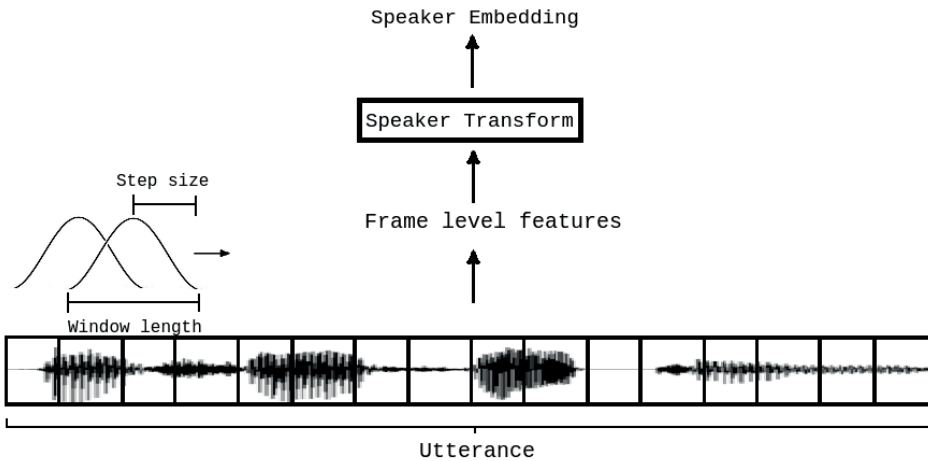 Speaker Embedding
Speaker Transform
Step size
Frame level features
Window length
Utterance